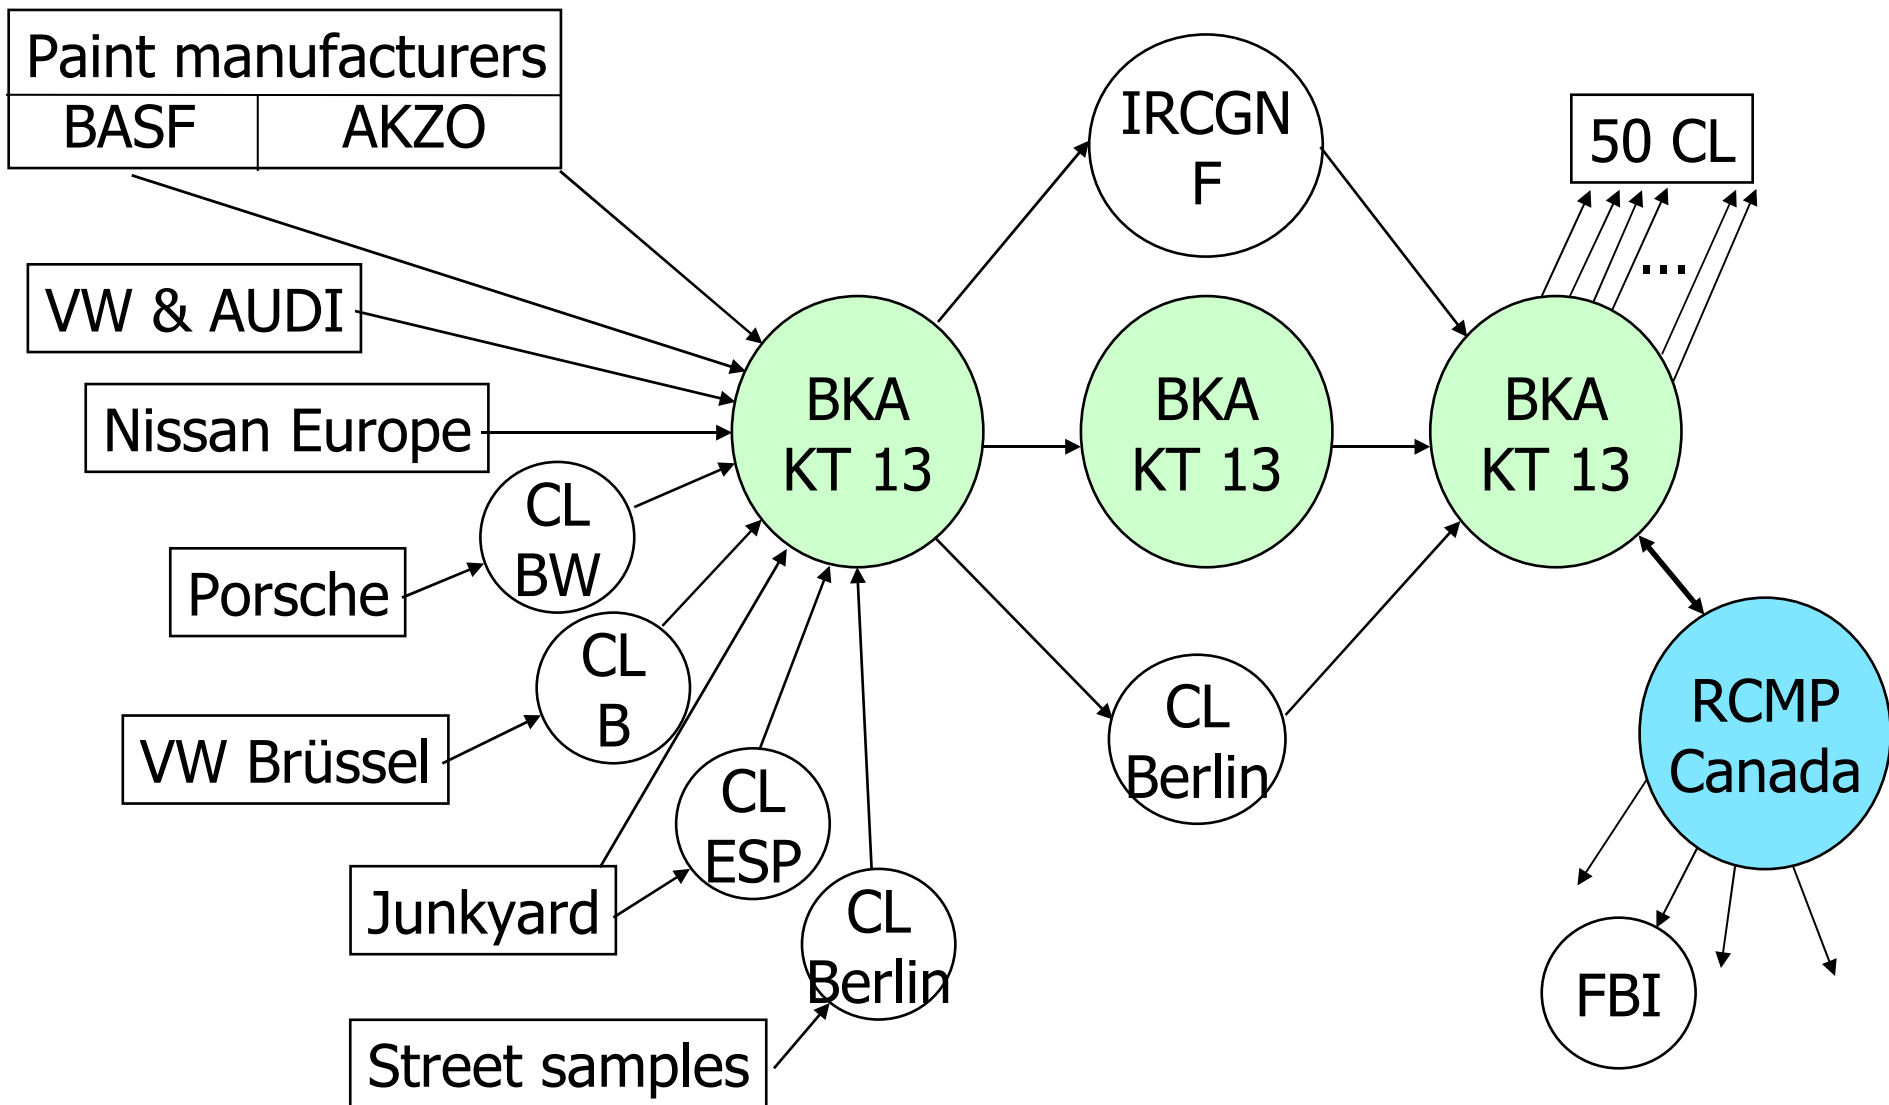 Paint manufacturers
BASF
AKZO
VW & AUDI
Nissan Europe
Porsche
VW Brüssel
Junkyard
Street samples
CL
BW
CL
B
CL
ESP
CL
Berlin
BKA
KT 13
IRCGN
F
BKA
KT 13
CL
Berlin
BKA
KT 13
50 CL
...
RCMP
Canada
FBI